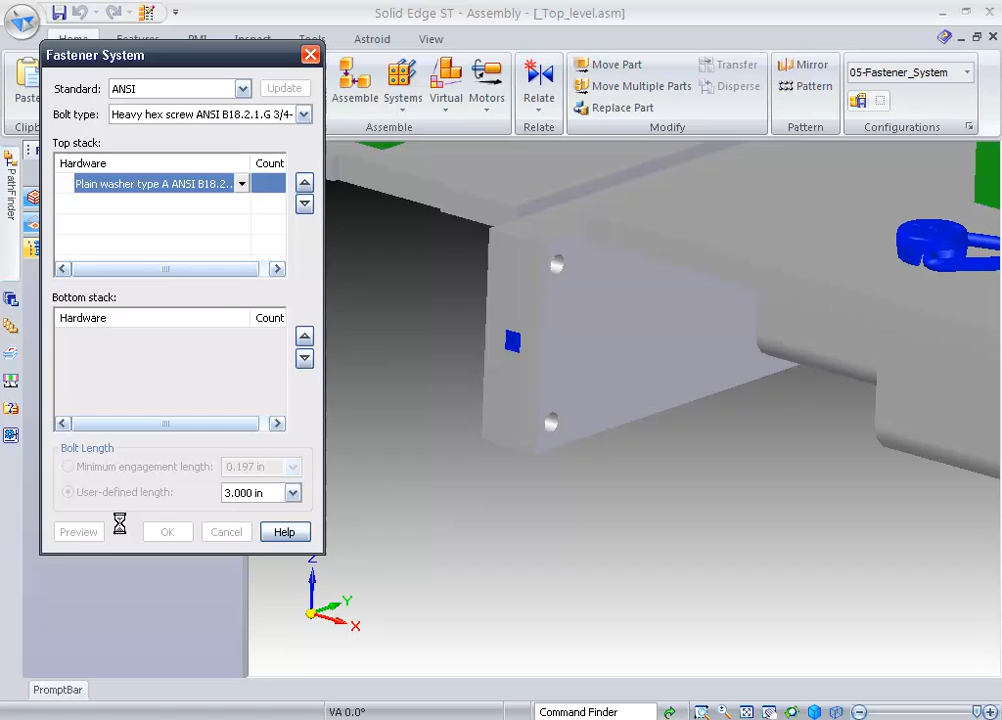 Solid Edge ST - Assembly - [_Top_level.asm]
Home Features PMI Inspect Tools Astroid View
Fastener System
Standard: ANSI Update
Bolt type: Heavy hex screw ANSI B18.2.1.G 3/4-
Top stack:
Hardware Count
Plain washer type A ANSI B18.2..
Bottom stack:
Hardware Count
Bolt Length
Minimum engagement length: 0.197 in
User-defined length: 3.000 in
Preview OK Cancel Help
Paste
Clipb
Assembly Systems Virtual Motors
Assemble
Relate
Relate
Move Part Transfer
Move Multiple Parts Disperse
Replace Part
Modify
Mirror
Pattern
Pattern
05-Fastener_System
Configurations
PathFinder
Z
Y
X
PromptBar
VA 0.0° Command Finder